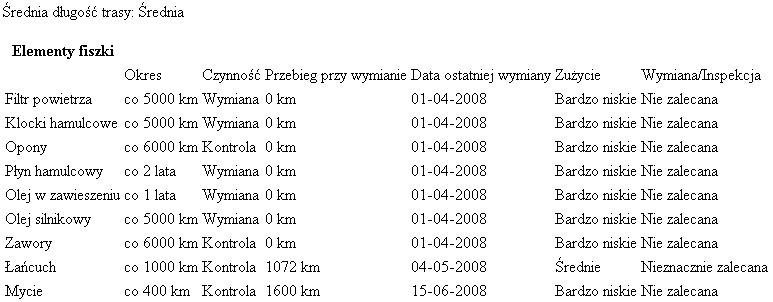 Średnia długość trasy: Średnia
Elementy fiszki
Okres Czynność Przebieg przy wymianie Data ostatniej wymiany Zużycie Wymiana/Inspekcja
Filtr powietrza co 5000 km Wymiana 0 km 01-04-2008 Bardzo niskie Nie zalecana
Klocki hamulcowe co 5000 km Wymiana 0 km 01-04-2008 Bardzo niskie Nie zalecana
Opony co 6000 km Kontrola 0 km 01-04-2008 Bardzo niskie Nie zalecana
Płyn hamulcowy co 2 lata Wymiana 0 km 01-04-2008 Bardzo niskie Nie zalecana
Olej w zawieszeniu co 1 lata Wymiana 0 km 01-04-2008 Bardzo niskie Nie zalecana
Olej silnikowy co 5000 km Wymiana 0 km 01-04-2008 Bardzo niskie Nie zalecana
Zawory co 6000 km Kontrola 0 km 01-04-2008 Bardzo niskie Nie zalecana
Łańcuch co 1000 km Kontrola 1072 km 04-05-2008 Średnie Nieznacznie zalecana
Mycie co 400 km Kontrola 1600 km 15-06-2008 Bardzo niskie Nie zalecana